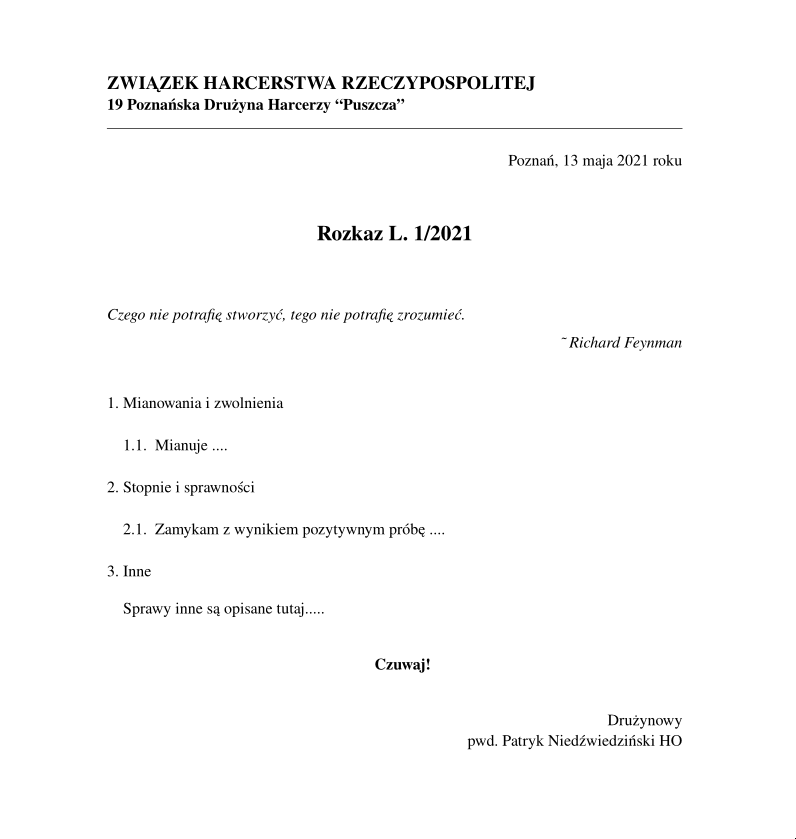 ZWIĄZEK HARCERSTWA RZECZYPOSPOLITEJ
19 Poznańska Drużyna Harcerzy “Puszcza”
Poznań, 13 maja 2021 roku
Rozkaz L. 1/2021
Czego nie potrafię stworzyć, tego nie potrafię zrozumieć.
˜ Richard Feynman
1. Mianowania i zwolnienia
1.1. Mianuje ....
2. Stopnie i sprawności
2.1. Zamykam z wynikiem pozytywnym próbę ....
3. Inne
Sprawy inne są opisane tutaj.....
Czuwaj!
Drużynowy
pwd. Patryk Niedźwiedziński HO